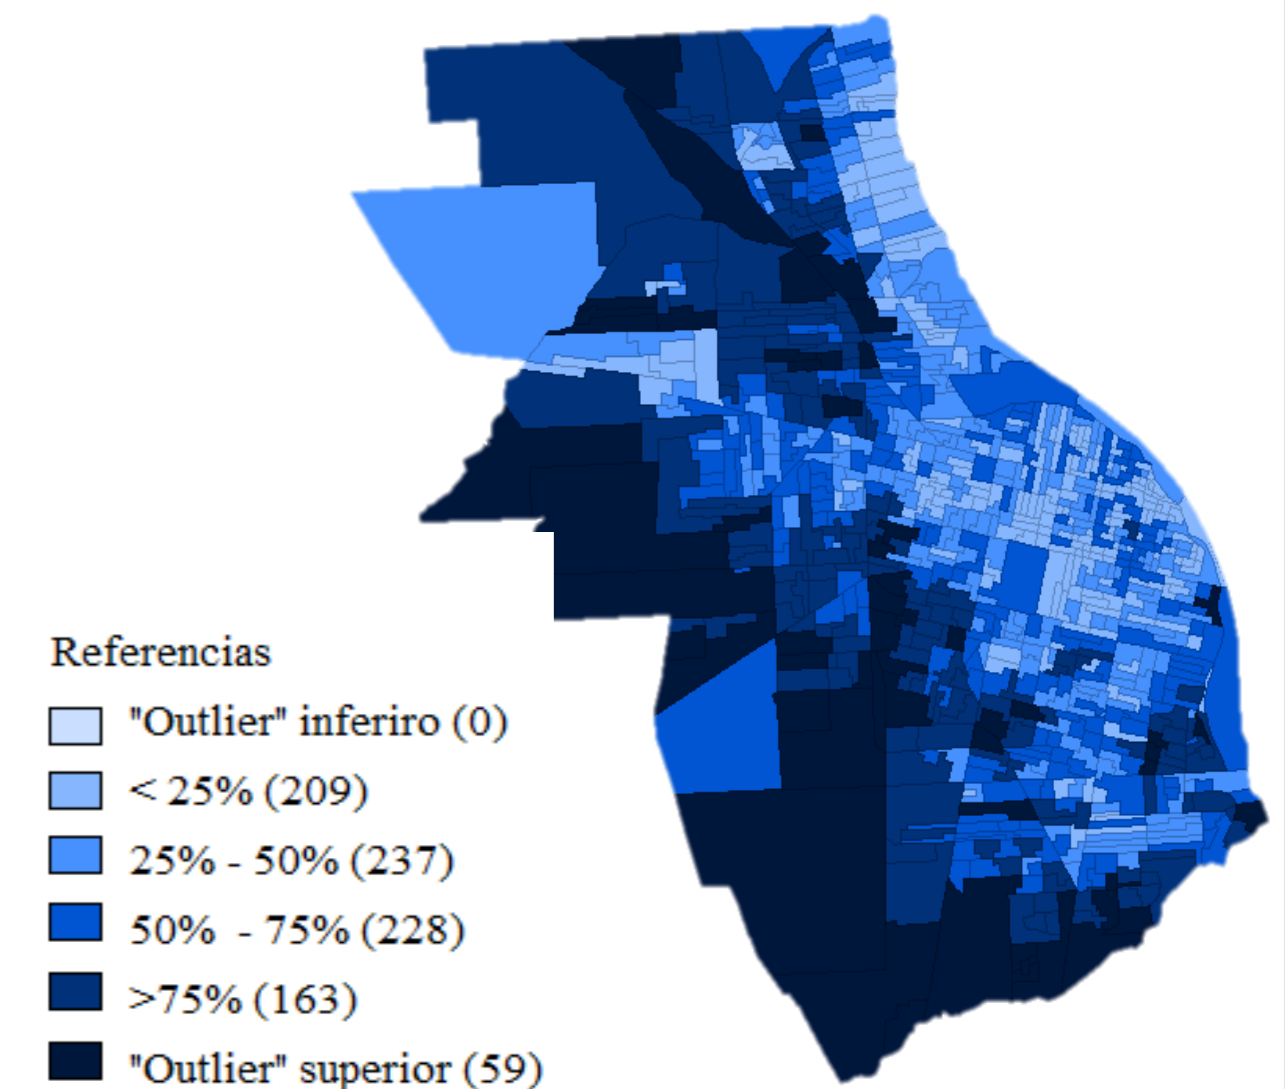 Referencias
"Outlier" inferiro (0)
< 25% (209)
25% - 50% (237)
50% - 75% (228)
>75% (163)
"Outlier" superior (59)